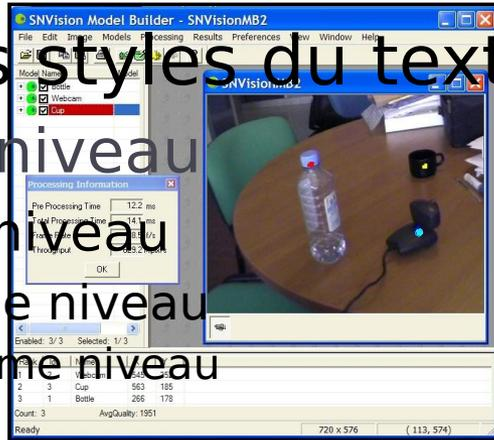 SNVision Model Builder - SNVisionMB2
File Edit Image Models Processing Results Preferences View Window Help
s styles du text
Model Name
Bottle
Webcam
Cup
SNVisionMB2
niveau
Processing Information
Pre Processing Time 12.2 ms
Total Processing Time 14.1 ms
niveau
Throughput
OK
e niveau
Enabled: 3/3 Selected: 1/3
me niveau
1 Webcam 545
2 3 Cup 563 185
3 1 Bottle 266 178
Count: 3 AvgQuality: 1951
Ready 720 x 576 (113, 574)